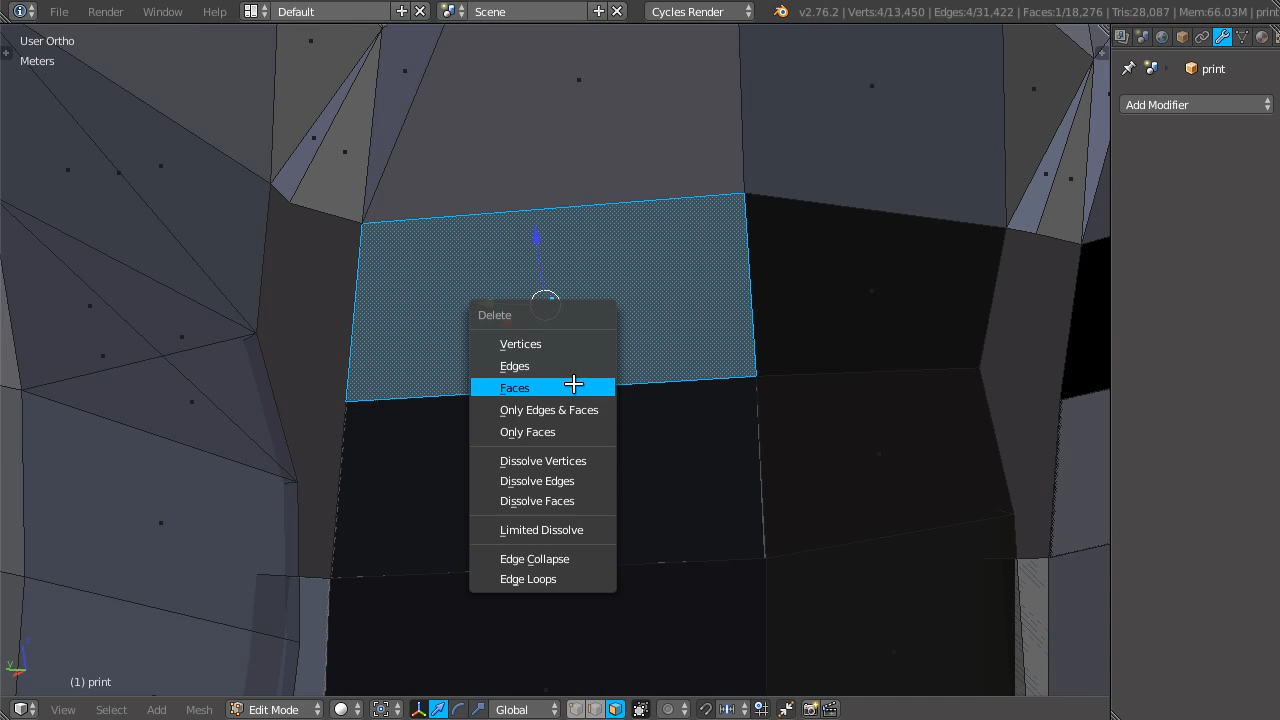 File Render Window Help Default Scene Cycles Render v2.76.2 | Verts:4/13,450 | Edges:4/31,422 | Faces:1/18,276 | Tris:28,087 | Mem:66.03M | print
User Ortho
Meters
print
Add Modifier
Delete
Vertices
Edges
Faces
Only Edges & Faces
Only Faces
Dissolve Vertices
Dissolve Edges
Dissolve Faces
Limited Dissolve
Edge Collapse
Edge Loops
y
(1) print
View Select Add Mesh Edit Mode Global